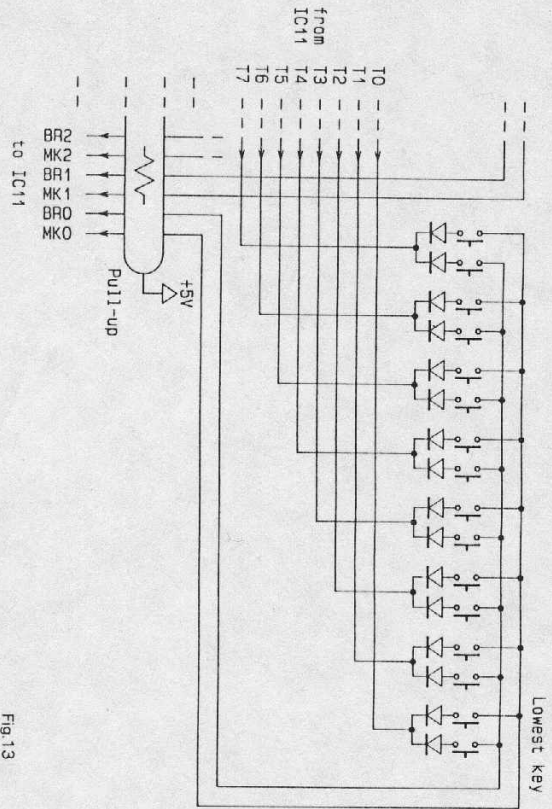 Lowest key
from
IC11
T0
T1
T2
T3
T4
T5
T6
T7
BR2
MK2
BR1
MK1
BR0
MK0
to IC11
+5V
Pull-up
Fig.13